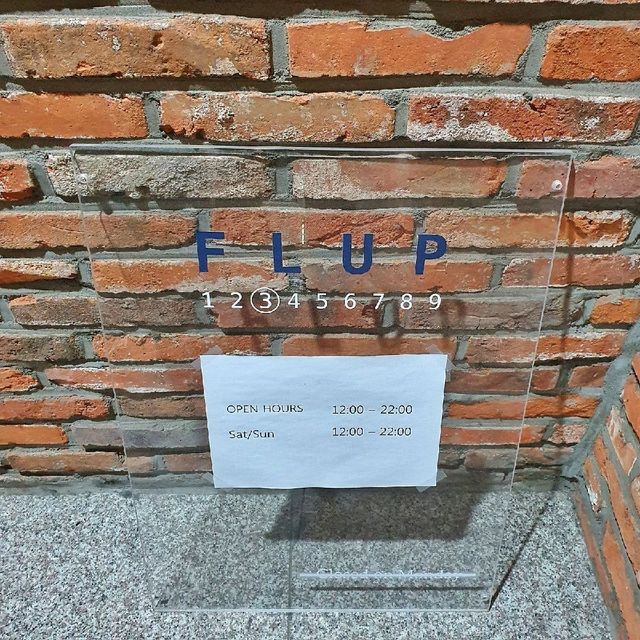 FLUP
1 2 3 4 5 6 7 8 9
OPEN HOURS 12:00 – 22:00
Sat/Sun 12:00 – 22:00